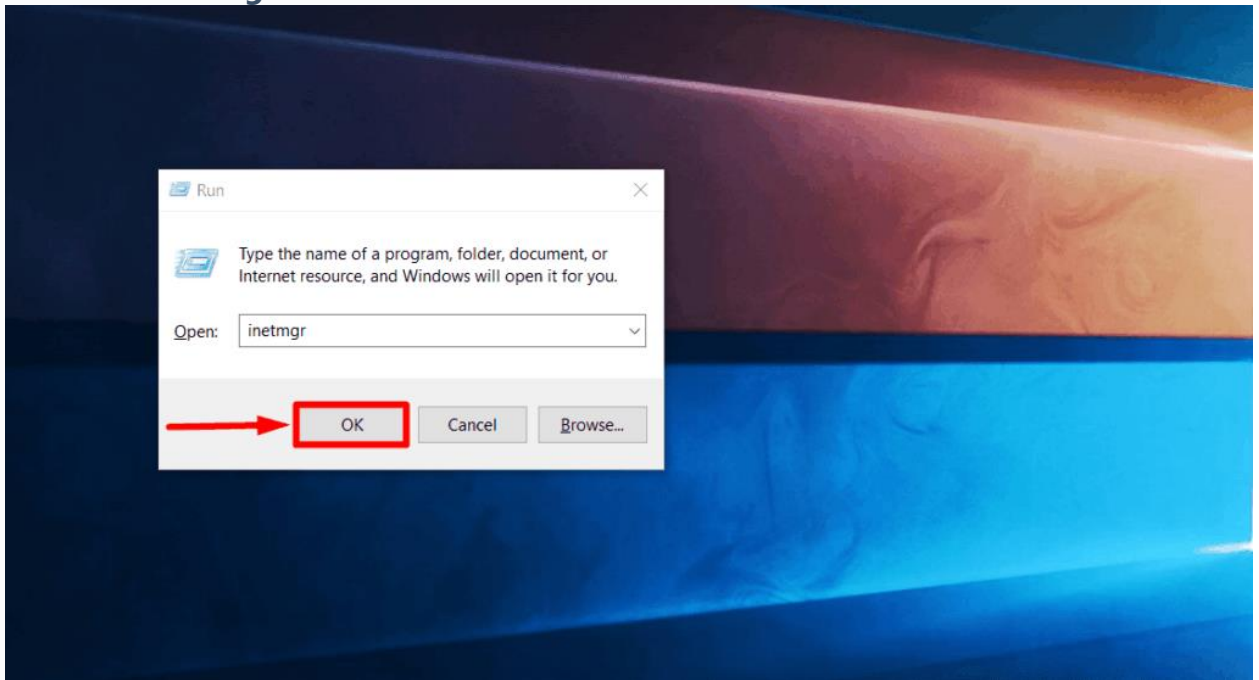 Run
Type the name of a program, folder, document, or
Internet resource, and Windows will open it for you.
Open: inetmgr
OK Cancel Browse...